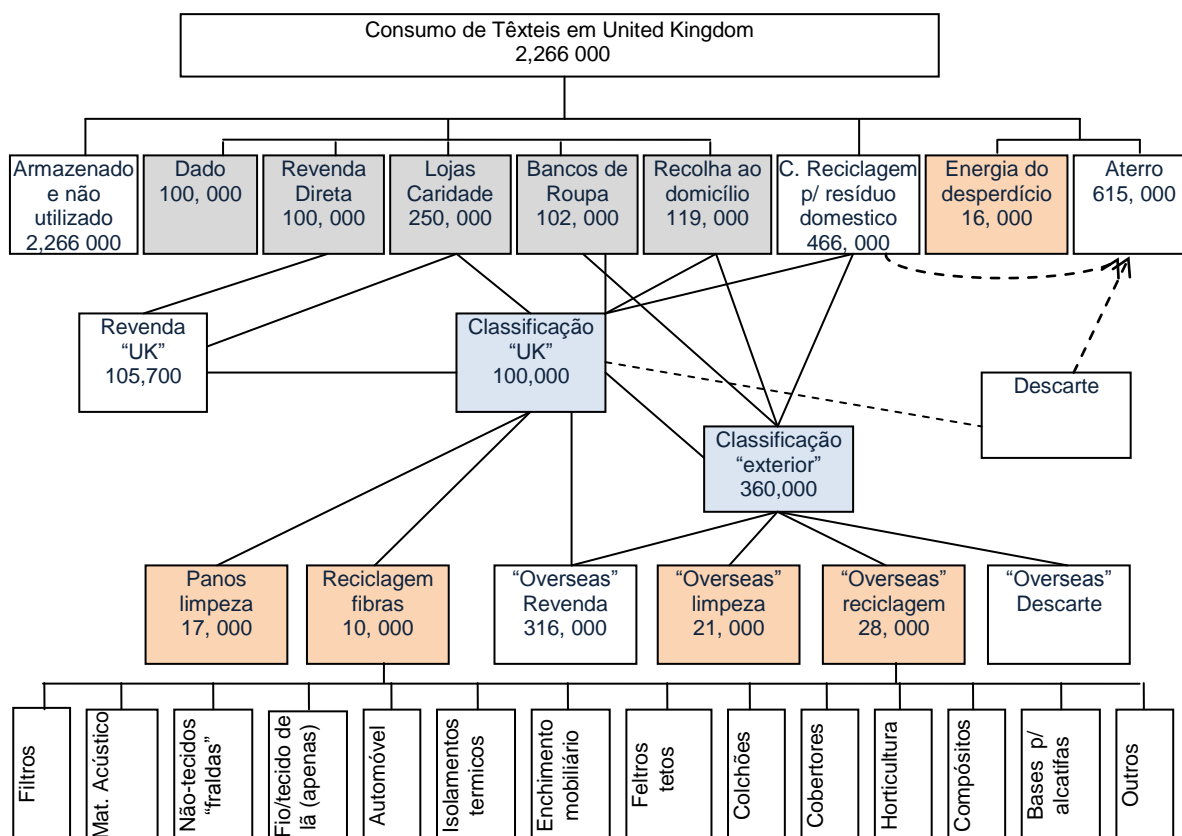 Consumo de Têxteis em United Kingdom
2,266 000
Armazenado
e não
utilizado
2,266 000
Dado
100, 000
Revenda
Direta
100, 000
Lojas
Caridade
250, 000
Bancos de
Roupa
102, 000
Recolha ao
domicílio
119, 000
C. Reciclagem
p/ resíduo
domestico
466, 000
Energia do
desperdício
16, 000
Aterro
615, 000
Revenda
“UK”
105,700
Classificação
“UK”
100,000
Descarte
Classificação
“exterior”
360,000
Panos
limpeza
17, 000
Reciclagem
fibras
10, 000
“Overseas”
Revenda
316, 000
“Overseas”
limpeza
21, 000
“Overseas”
reciclagem
28, 000
“Overseas”
Descarte
Filtros
Mat. Acústico
Não-tecidos
“fraldas”
Fio/tecido de
lã (apenas)
Automóvel
Isolamentos
termicos
Enchimento
mobiliário
Feltros
tetos
Colchões
Cobertores
Horticultura
Compósitos
Bases p/
alcatifas
Outros